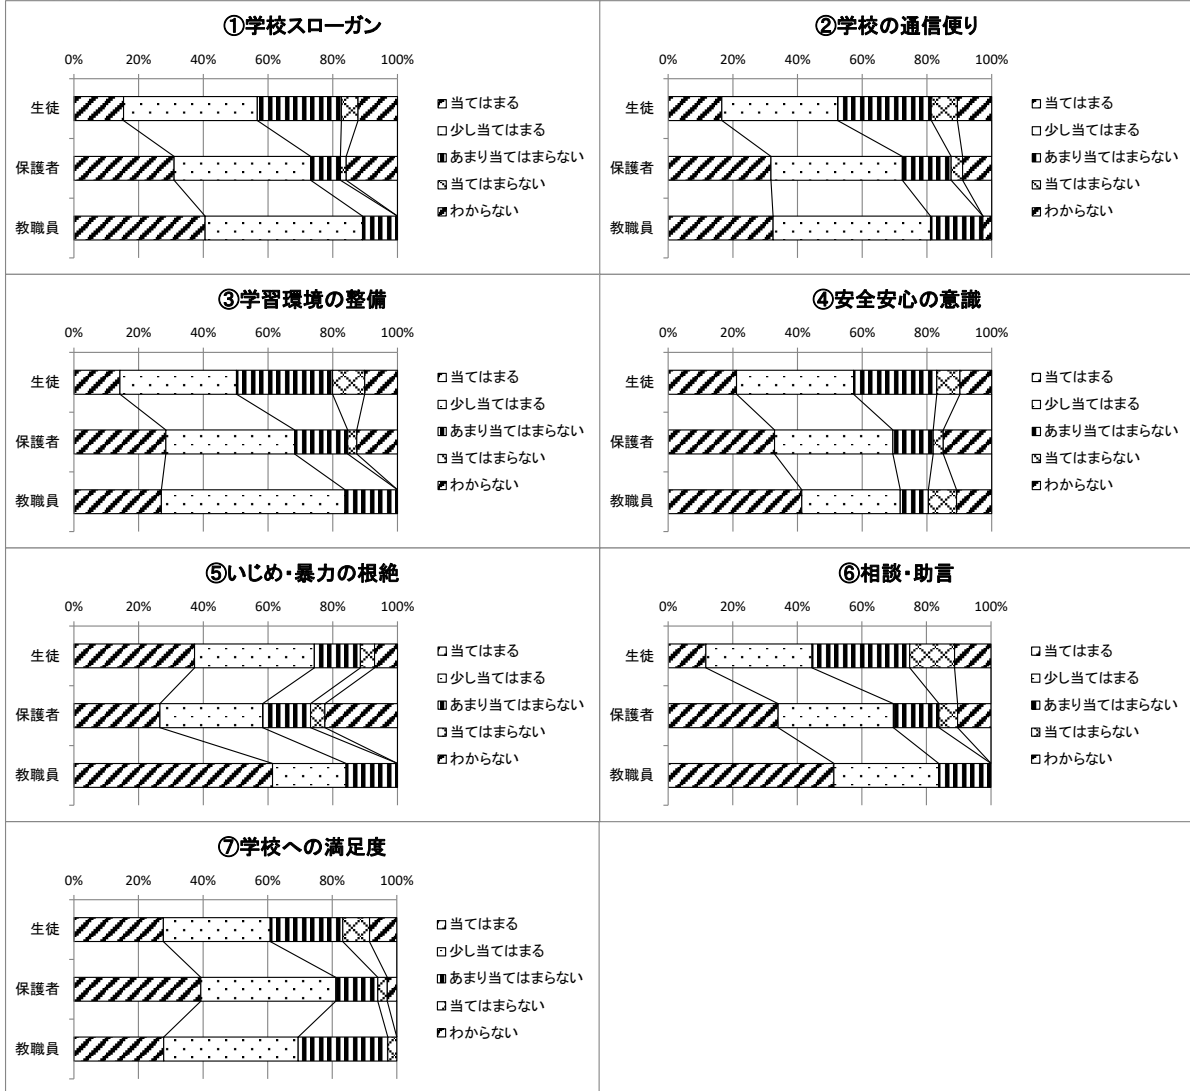 ①学校スローガン
0% 20% 40% 60% 80% 100%
生徒
保護者
教職員
当てはまる
少し当てはまる
あまり当てはまらない
当てはまらない
わからない
②学校の通信便り
0% 20% 40% 60% 80% 100%
生徒
保護者
教職員
当てはまる
少し当てはまる
あまり当てはまらない
当てはまらない
わからない
③学習環境の整備
0% 20% 40% 60% 80% 100%
生徒
保護者
教職員
当てはまる
少し当てはまる
あまり当てはまらない
当てはまらない
わからない
④安全安心の意識
0% 20% 40% 60% 80% 100%
生徒
保護者
教職員
当てはまる
少し当てはまる
あまり当てはまらない
当てはまらない
わからない
⑤いじめ・暴力の根絶
0% 20% 40% 60% 80% 100%
生徒
保護者
教職員
当てはまる
少し当てはまる
あまり当てはまらない
当てはまらない
わからない
⑥相談・助言
0% 20% 40% 60% 80% 100%
生徒
保護者
教職員
当てはまる
少し当てはまる
あまり当てはまらない
当てはまらない
わからない
⑦学校への満足度
0% 20% 40% 60% 80% 100%
生徒
保護者
教職員
当てはまる
少し当てはまる
あまり当てはまらない
当てはまらない
わからない